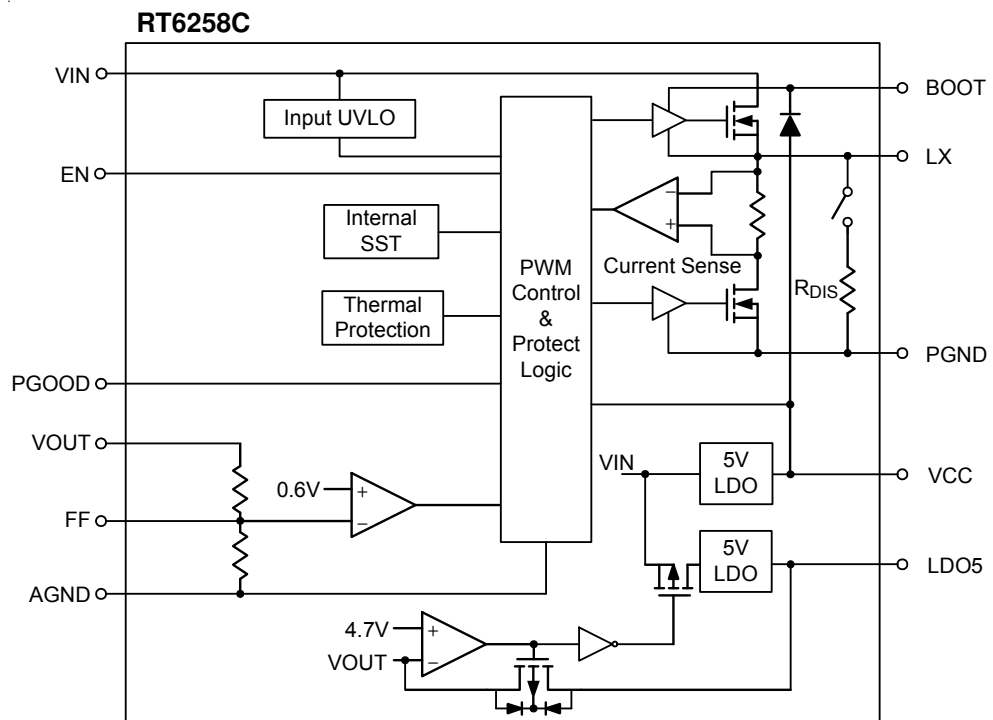 RT6258C
VIN
BOOT
Input UVLO
EN
LX
Internal
SST
−
+
Current Sense
PWM
Control
&
Protect
Logic
RDIS
Thermal
Protection
PGND
PGOOD
VOUT
VIN
5V
LDO
VCC
0.6V
+
−
FF
5V
LDO
LDO5
AGND
4.7V
+
VOUT
−